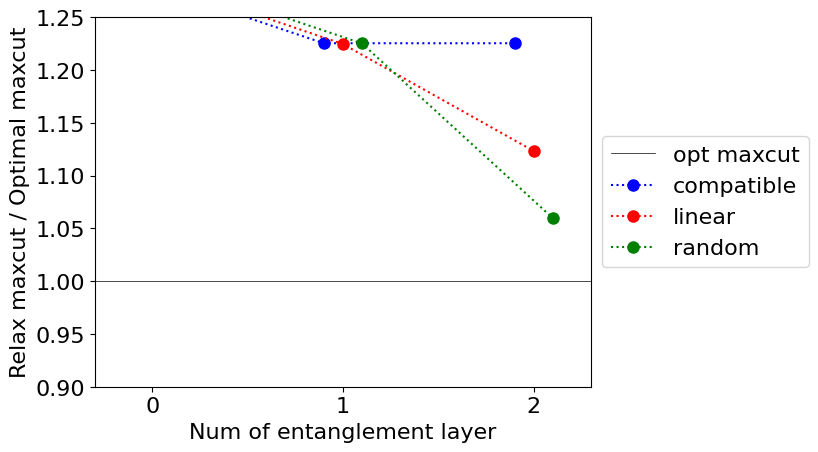 Relax maxcut / Optimal maxcut
1.25
1.20
1.15
1.10
1.05
1.00
0.95
0.90
0
1
2
Num of entanglement layer
opt maxcut
compatible
linear
random